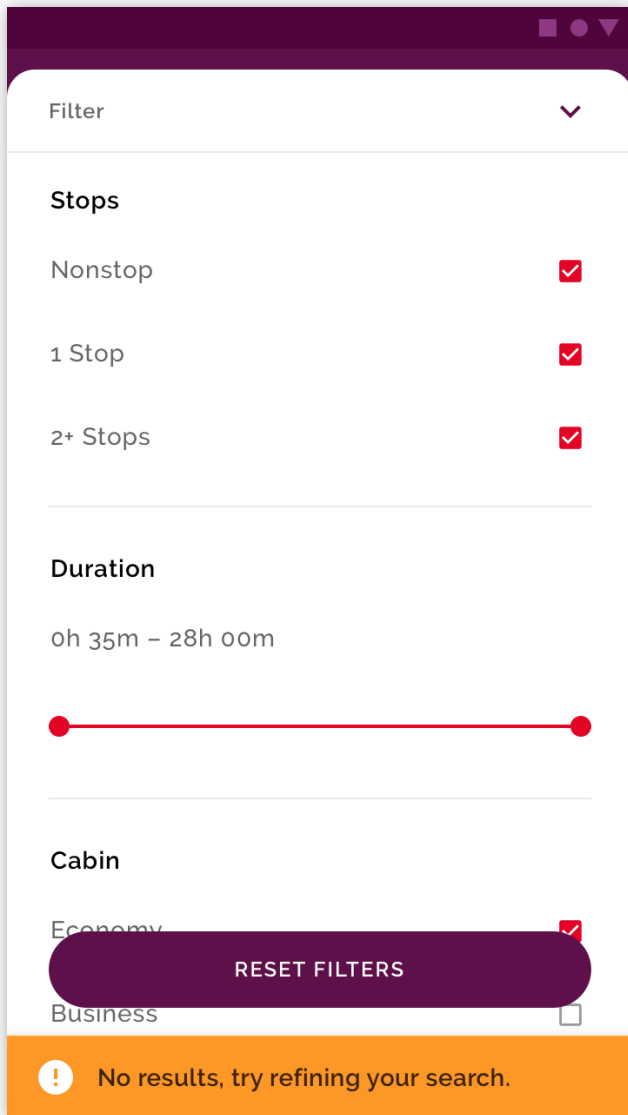 Filter
Stops
Nonstop
1 Stop
2+ Stops
Duration
0h 35m – 28h 00m
Cabin
Economy
RESET FILTERS
Business
No results, try refining your search.